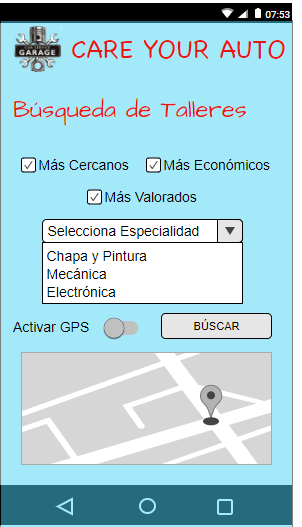 07:53
GARAGE
CARE YOUR AUTO
Búsqueda de Talleres
Más Cercanos
Más Económicos
Más Valorados
Selecciona Especialidad
Chapa y Pintura
Mecánica
Electrónica
Activar GPS
BÚSCAR